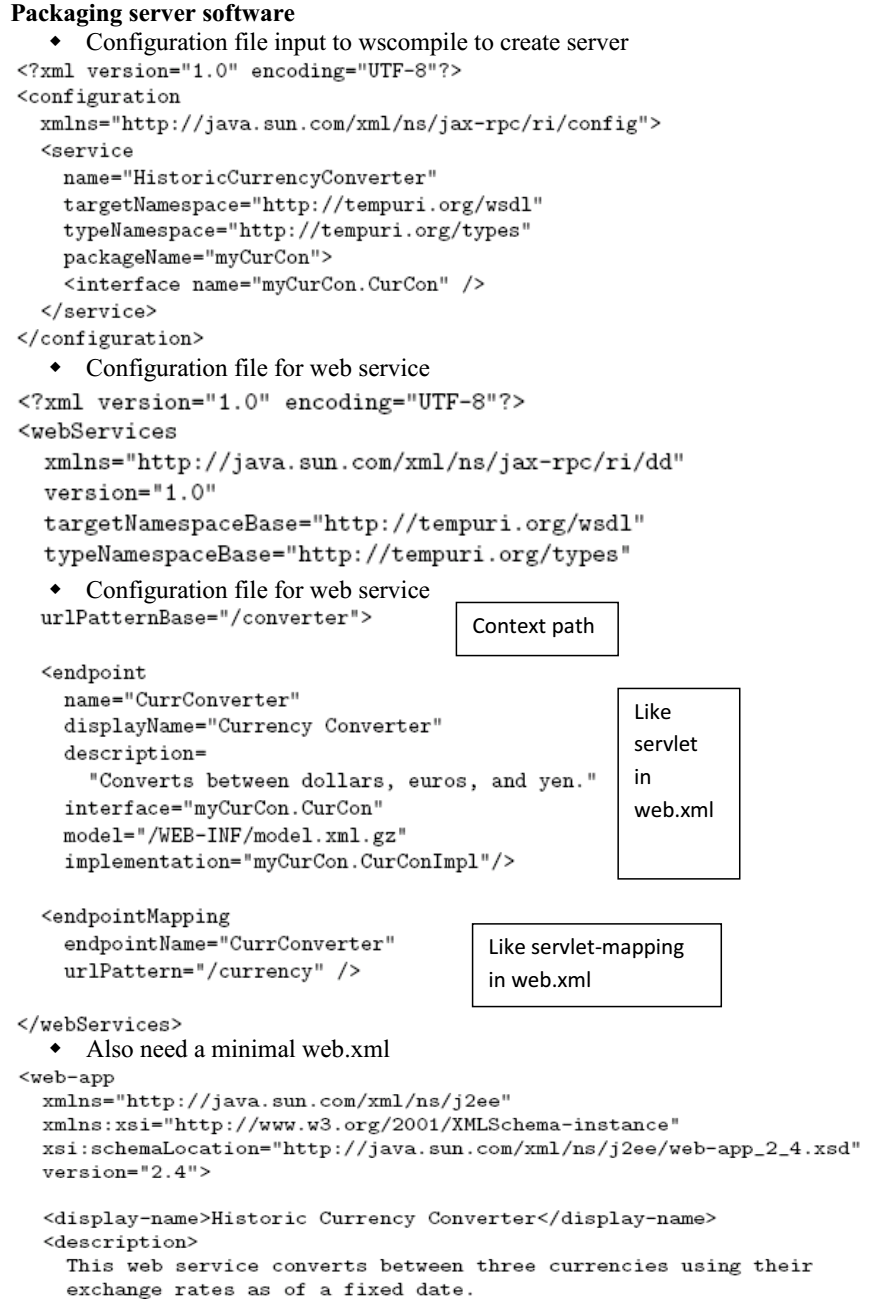 Packaging server software
◆ Configuration file input to wscompile to create server
<?xml version="1.0" encoding="UTF-8"?>
<configuration
xmlns="http://java.sun.com/xml/ns/jax-rpc/ri/config">
<service
name="HistoricCurrencyConverter"
targetNamespace="http://tempuri.org/wsdl"
typeNamespace="http://tempuri.org/types"
packageName="myCurCon">
<interface name="myCurCon.CurCon" />
</service>
</configuration>
◆ Configuration file for web service
<?xml version="1.0" encoding="UTF-8"?>
<webServices
xmlns="http://java.sun.com/xml/ns/jax-rpc/ri/dd"
version="1.0"
targetNamespaceBase="http://tempuri.org/wsdl"
typeNamespaceBase="http://tempuri.org/types"
◆ Configuration file for web service
urlPatternBase="/converter">
Context path
<endpoint
name="CurrConverter"
displayName="Currency Converter"
description=
"Converts between dollars, euros, and yen."
interface="myCurCon.CurCon"
model="/WEB-INF/model.xml.gz"
implementation="myCurCon.CurConImpl"/>
Like
servlet
in
web.xml
<endpointMapping
endpointName="CurrConverter"
urlPattern="/currency" />
Like servlet-mapping
in web.xml
</webServices>
◆ Also need a minimal web.xml
<web-app
xmlns="http://java.sun.com/xml/ns/j2ee"
xmlns:xsi="http://www.w3.org/2001/XMLSchema-instance"
xsi:schemaLocation="http://java.sun.com/xml/ns/j2ee/web-app_2_4.xsd"
version="2.4">
<display-name>Historic Currency Converter</display-name>
<description>
This web service converts between three currencies using their
exchange rates as of a fixed date.